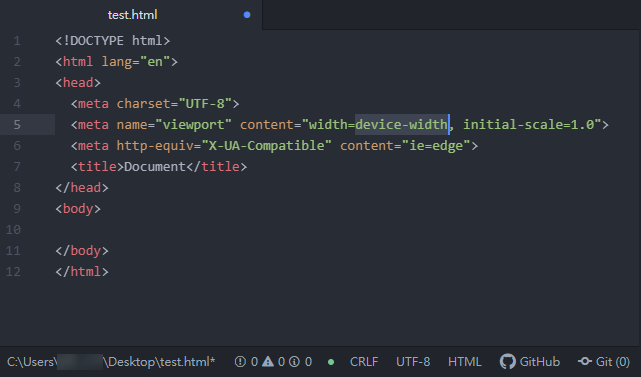 test.html
1 <!DOCTYPE html>
2 <html lang="en">
3 <head>
4 <meta charset="UTF-8">
5 <meta name="viewport" content="width=device-width, initial-scale=1.0">
6 <meta http-equiv="X-UA-Compatible" content="ie=edge">
7 <title>Document</title>
8 </head>
9 <body>
10
11 </body>
12 </html>
C:\Users\ \Desktop\test.html* 0 0 0 CRLF UTF-8 HTML GitHub Git (0)